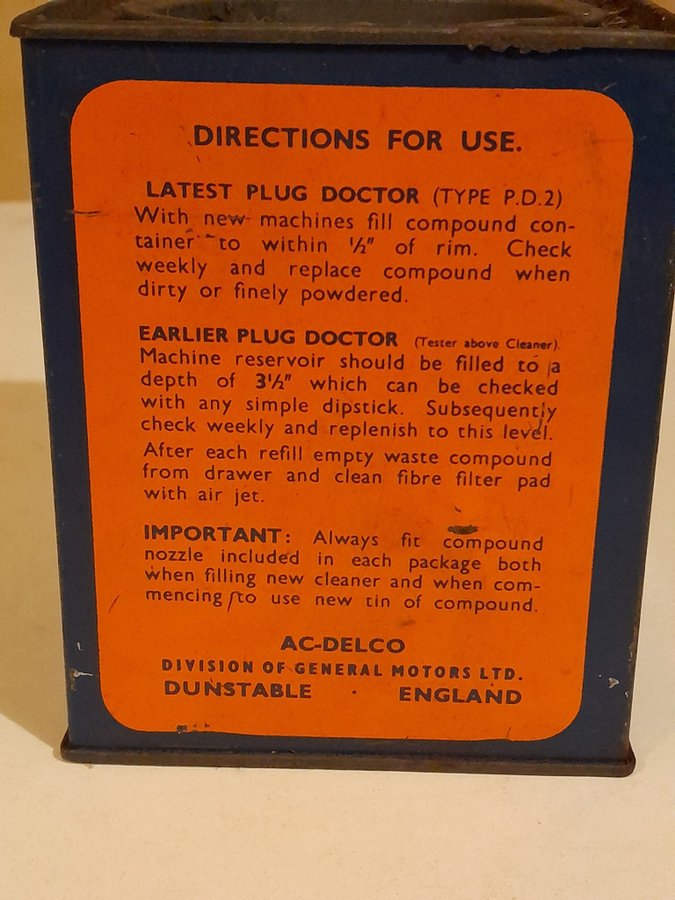 DIRECTIONS FOR USE.
LATEST PLUG DOCTOR (TYPE P.D.2)
With new machines fill compound con-
tainer to within ½" of rim. Check
weekly and replace compound when
dirty or finely powdered.
EARLIER PLUG DOCTOR (Tester above Cleaner).
Machine reservoir should be filled to a
depth of 3½" which can be checked
with any simple dipstick. Subsequently
check weekly and replenish to this level.
After each refill empty waste compound
from drawer and clean fibre filter pad
with air jet.
IMPORTANT: Always fit compound
nozzle included in each package both
when filling new cleaner and when com-
mencing to use new tin of compound.
AC-DELCO
DIVISION OF GENERAL MOTORS LTD.
DUNSTABLE · ENGLAND